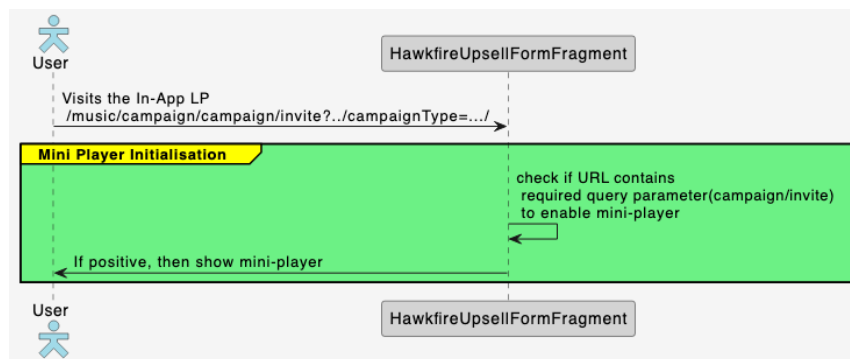 User
HawkfireUpsellFormFragment
Visits the In-App LP
/music/campaign/campaign/invite?../campaignType=.../
Mini Player Initialisation
check if URL contains
required query parameter(campaign/invite)
to enable mini-player
If positive, then show mini-player
User
HawkfireUpsellFormFragment